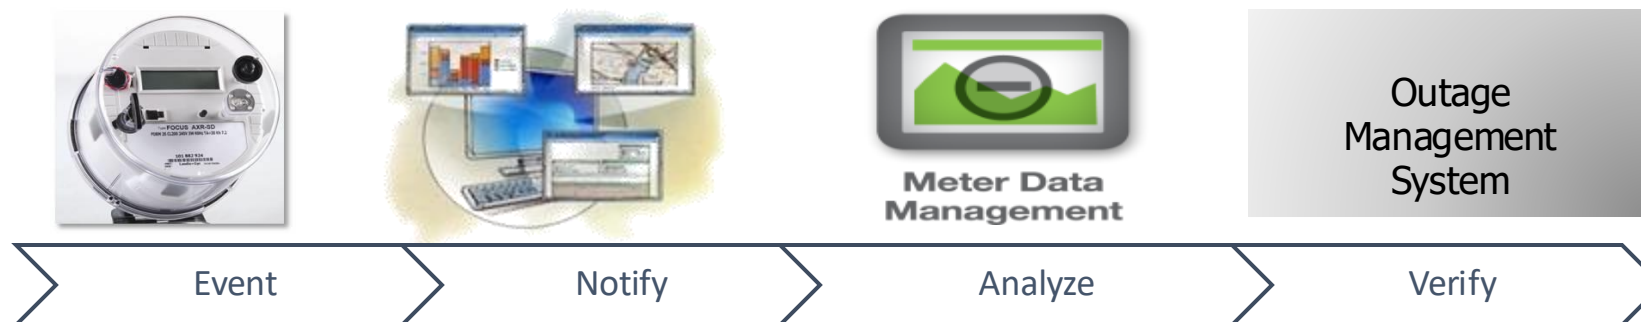 FOCUS AXR-SD
Meter Data
Management
Outage
Management
System
Event
Notify
Analyze
Verify